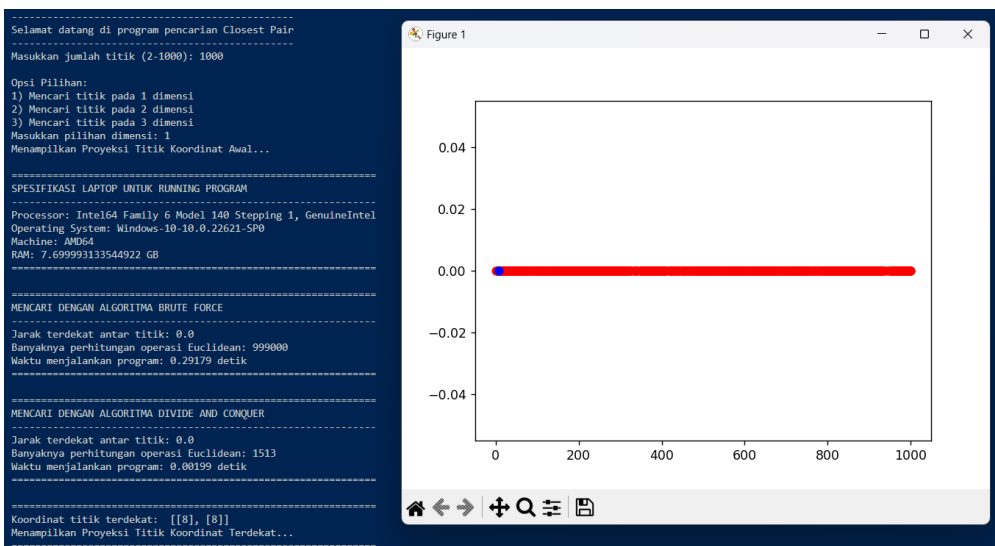 ------------------------------------------------
Selamat datang di program pencarian Closest Pair
------------------------------------------------
Masukkan jumlah titik (2-1000): 1000
Opsi Pilihan:
1) Mencari titik pada 1 dimensi
2) Mencari titik pada 2 dimensi
3) Mencari titik pada 3 dimensi
Masukkan pilihan dimensi: 1
Menampilkan Proyeksi Titik Koordinat Awal...
==============================================================
SPESIFIKASI LAPTOP UNTUK RUNNING PROGRAM
--------------------------------------------------------------
Processor: Intel64 Family 6 Model 140 Stepping 1, GenuineIntel
Operating System: Windows-10-10.0.22621-SP0
Machine: AMD64
RAM: 7.699993133544922 GB
==============================================================
==============================================================
MENCARI DENGAN ALGORITMA BRUTE FORCE
--------------------------------------------------------------
Jarak terdekat antar titik: 0.0
Banyaknya perhitungan operasi Euclidean: 999000
Waktu menjalankan program: 0.29179 detik
==============================================================
==============================================================
MENCARI DENGAN ALGORITMA DIVIDE AND CONQUER
--------------------------------------------------------------
Jarak terdekat antar titik: 0.0
Banyaknya perhitungan operasi Euclidean: 1513
Waktu menjalankan program: 0.00199 detik
==============================================================
==============================================================
Koordinat titik terdekat:  [[8], [8]]
Menampilkan Proyeksi Titik Koordinat Terdekat...
==============================================================
Figure 1
0.04
0.02
0.00
−0.02
−0.04
0 200 400 600 800 1000